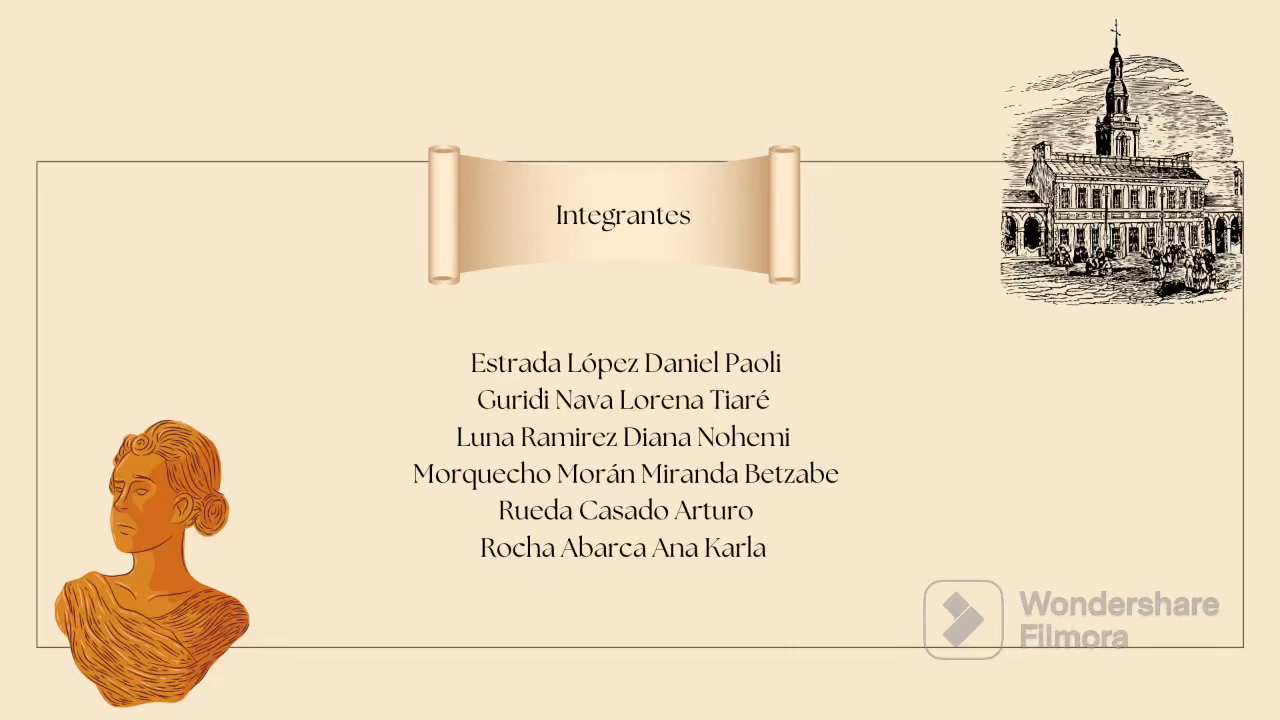 Integrantes
Estrada López Daniel Paoli
Guridi Nava Lorena Tiaré
Luna Ramirez Diana Nohemi
Morquecho Morán Miranda Betzabe
Rueda Casado Arturo
Rocha Abarca Ana Karla
Wondershare
Filmora